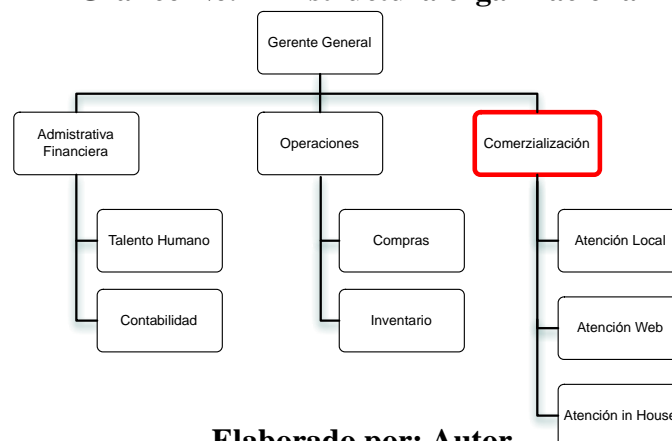 Gerente General
Admistrativa
Financiera
Operaciones
Comerzialización
Talento Humano
Compras
Atención Local
Contabilidad
Inventario
Atención Web
Atención in House
Elaborado por: Autor